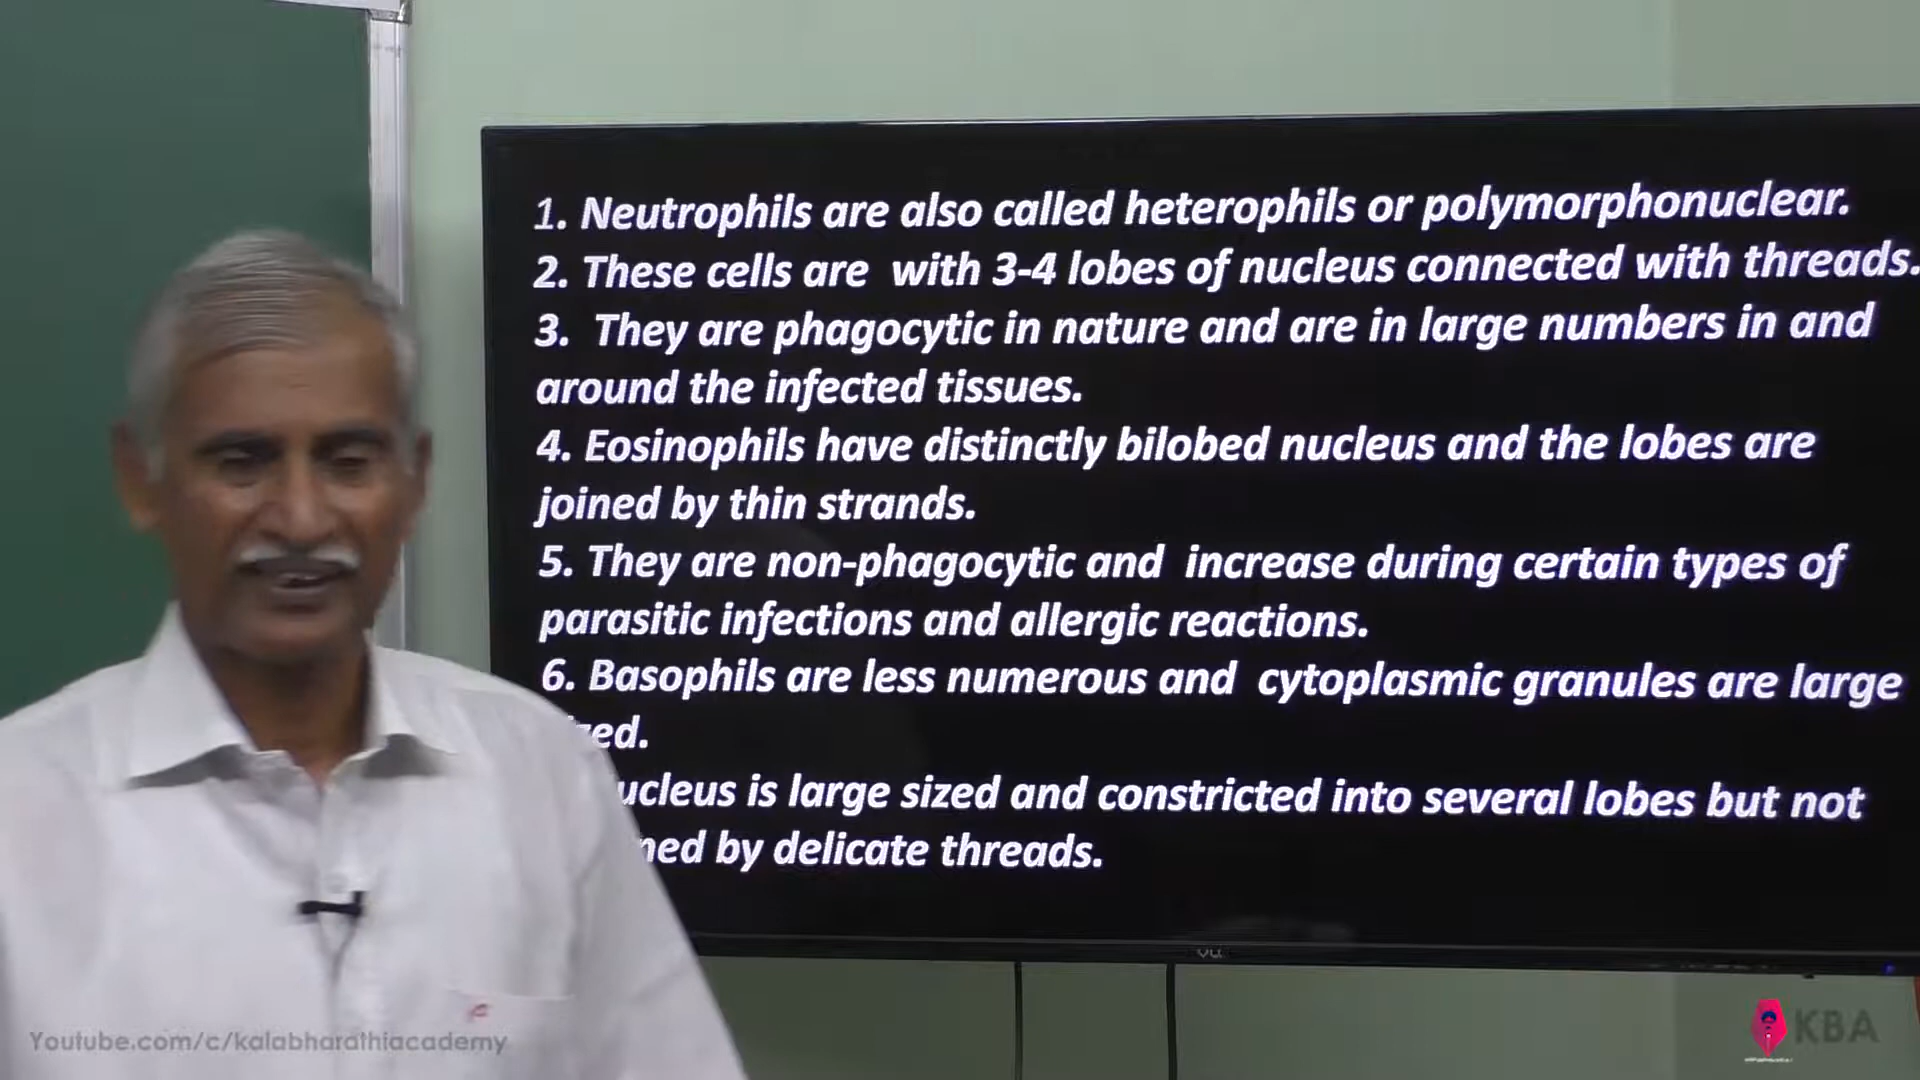 1. Neutrophils are also called heterophils or polymorphonuclear.
2. These cells are with 3-4 lobes of nucleus connected with threads.
3. They are phagocytic in nature and are in large numbers in and
around the infected tissues.
4. Eosinophils have distinctly bilobed nucleus and the lobes are
joined by thin strands.
5. They are non-phagocytic and increase during certain types of
parasitic infections and allergic reactions.
6. Basophils are less numerous and cytoplasmic granules are large
zed.
ucleus is large sized and constricted into several lobes but not
ned by delicate threads.
VU
Youtube.com/c/kalabharathiacademy
KBA